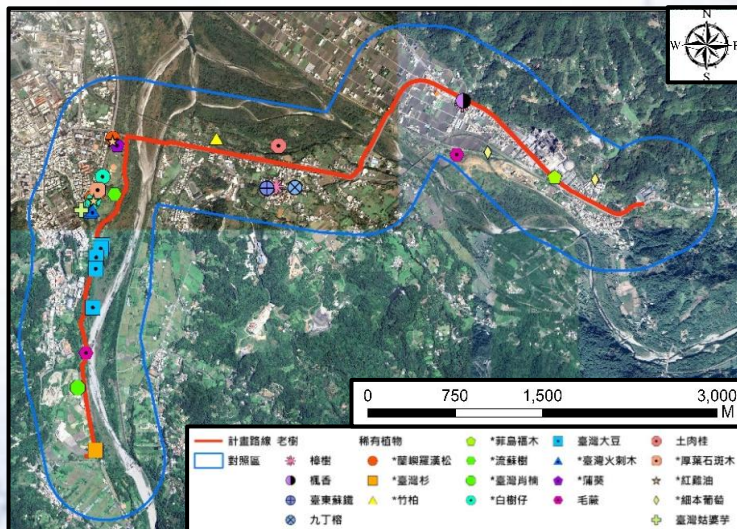 N
W E
S
0 750 1,500 3,000
M
計畫路線 老樹 稀有植物 *菲島福木 臺灣大豆 土肉桂
對照區 樟樹 *蘭嶼羅漢松 *流蘇樹 *臺灣火刺木 *厚葉石斑木
楓香 *臺灣杉 *臺灣肖楠 *蒲葵 *紅雞油
臺東蘇鐵 *竹柏 *白樹仔 毛蕨 *細本葡萄
九丁榕 臺灣姑婆芋